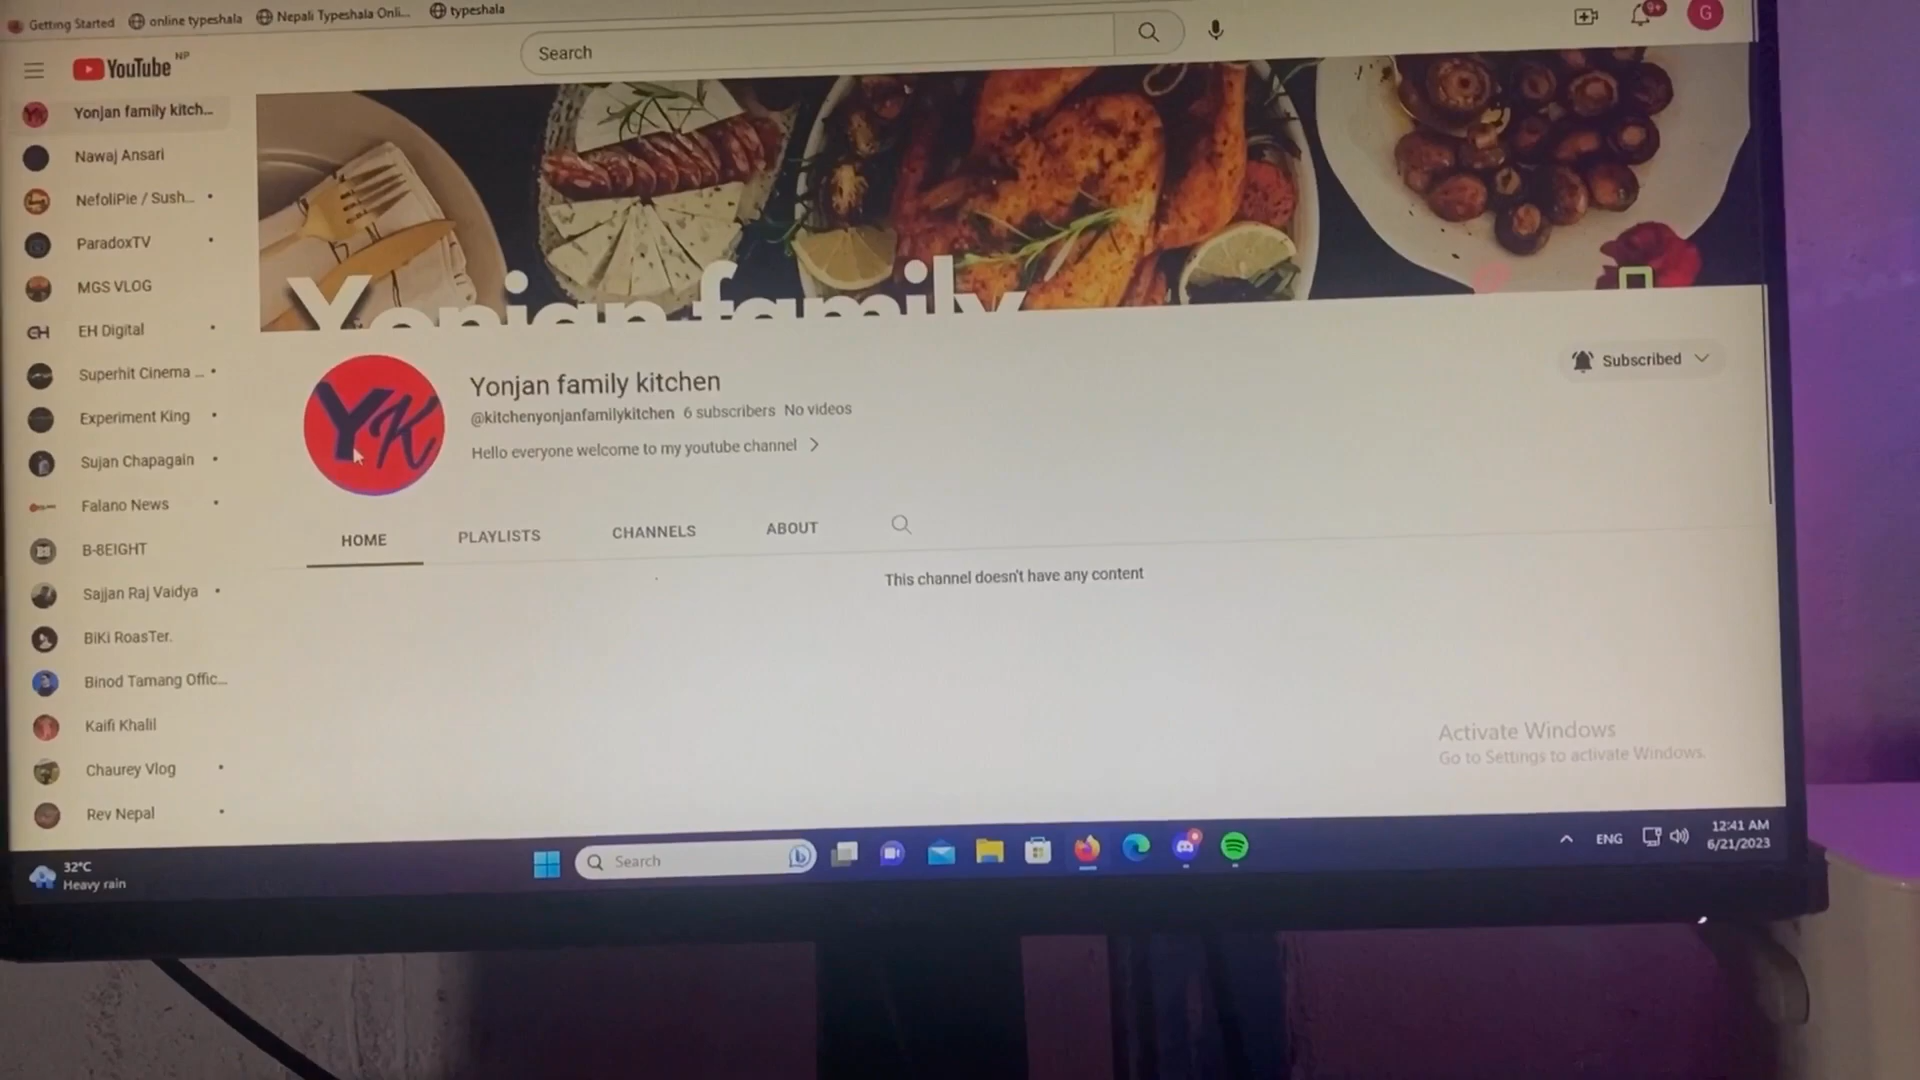 Getting Started online typeshala Nepali Typeshala Onli... typeshala
YouTube NP
Search
G
9+
Yonjan family kitch...
Nawaj Ansari
NefoliPie / Sush...
ParadoxTV
MGS VLOG
EH Digital
Superhit Cinema ...
Experiment King
Sujan Chapagain
Falano News
B-8EIGHT
Sajjan Raj Vaidya
BiKi RoasTer.
Binod Tamang Offic...
Kaifi Khalil
Chaurey Vlog
Rev Nepal
Yonjan family
YK
Yonjan family kitchen
@kitchenyonjanfamilykitchen 6 subscribers No videos
Hello everyone welcome to my youtube channel
Subscribed
HOME PLAYLISTS CHANNELS ABOUT
This channel doesn't have any content
Activate Windows
Go to Settings to activate Windows.
32°C
Heavy rain
Search
ENG
12:41 AM
6/21/2023